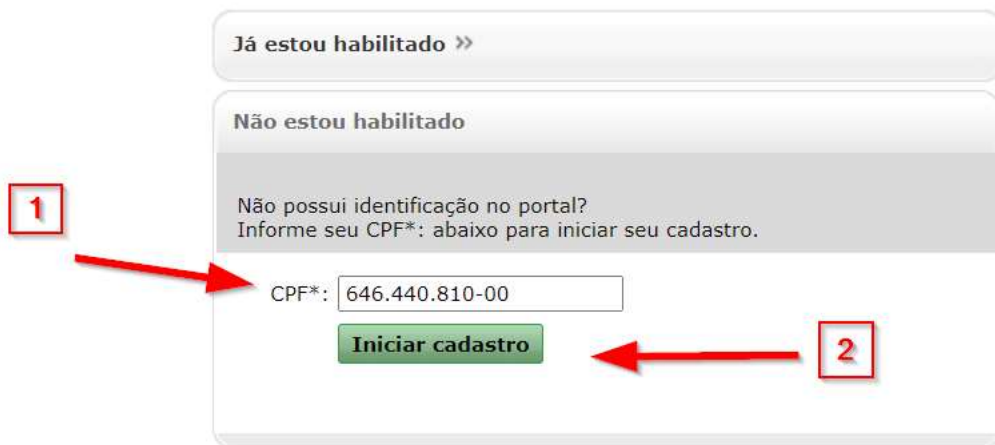 Já estou habilitado »
Não estou habilitado
1
Não possui identificação no portal?
Informe seu CPF*: abaixo para iniciar seu cadastro.
CPF*: 646.440.810-00
Iniciar cadastro
2